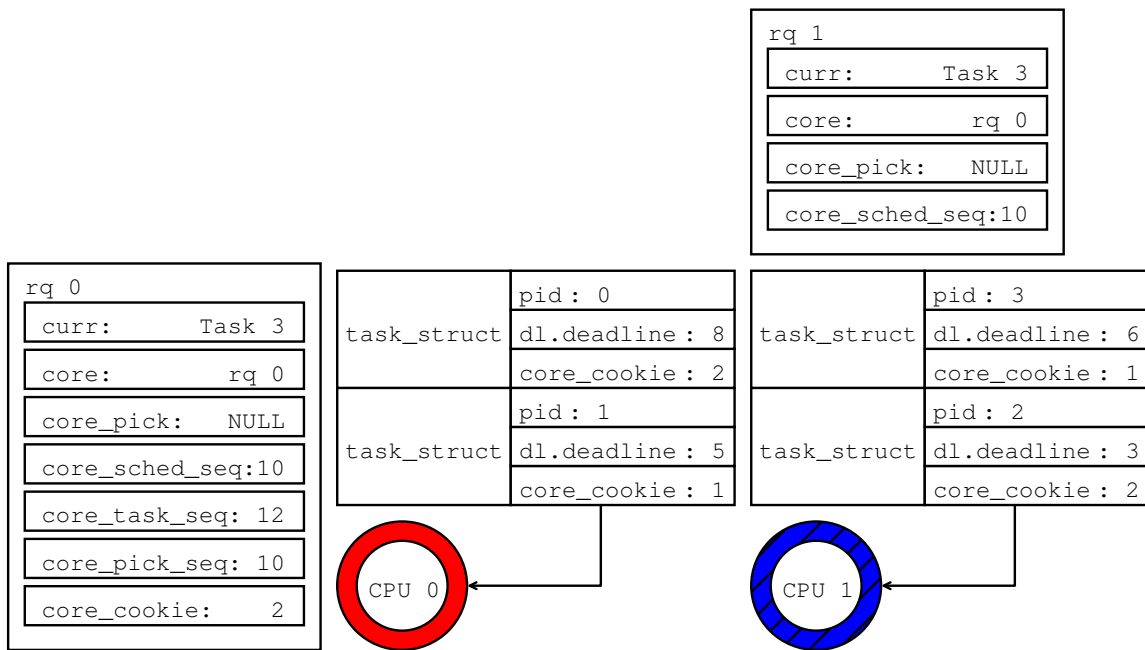 rq 1
curr: Task 3
core: rq 0
core_pick: NULL
core_sched_seq:10
rq 0
curr: Task 3
core: rq 0
core_pick: NULL
core_sched_seq:10
core_task_seq: 12
core_pick_seq: 10
core_cookie: 2
task_struct
pid : 0
dl.deadline : 8
core_cookie : 2
task_struct
pid : 1
dl.deadline : 5
core_cookie : 1
CPU 0
task_struct
pid : 3
dl.deadline : 6
core_cookie : 1
task_struct
pid : 2
dl.deadline : 3
core_cookie : 2
CPU 1